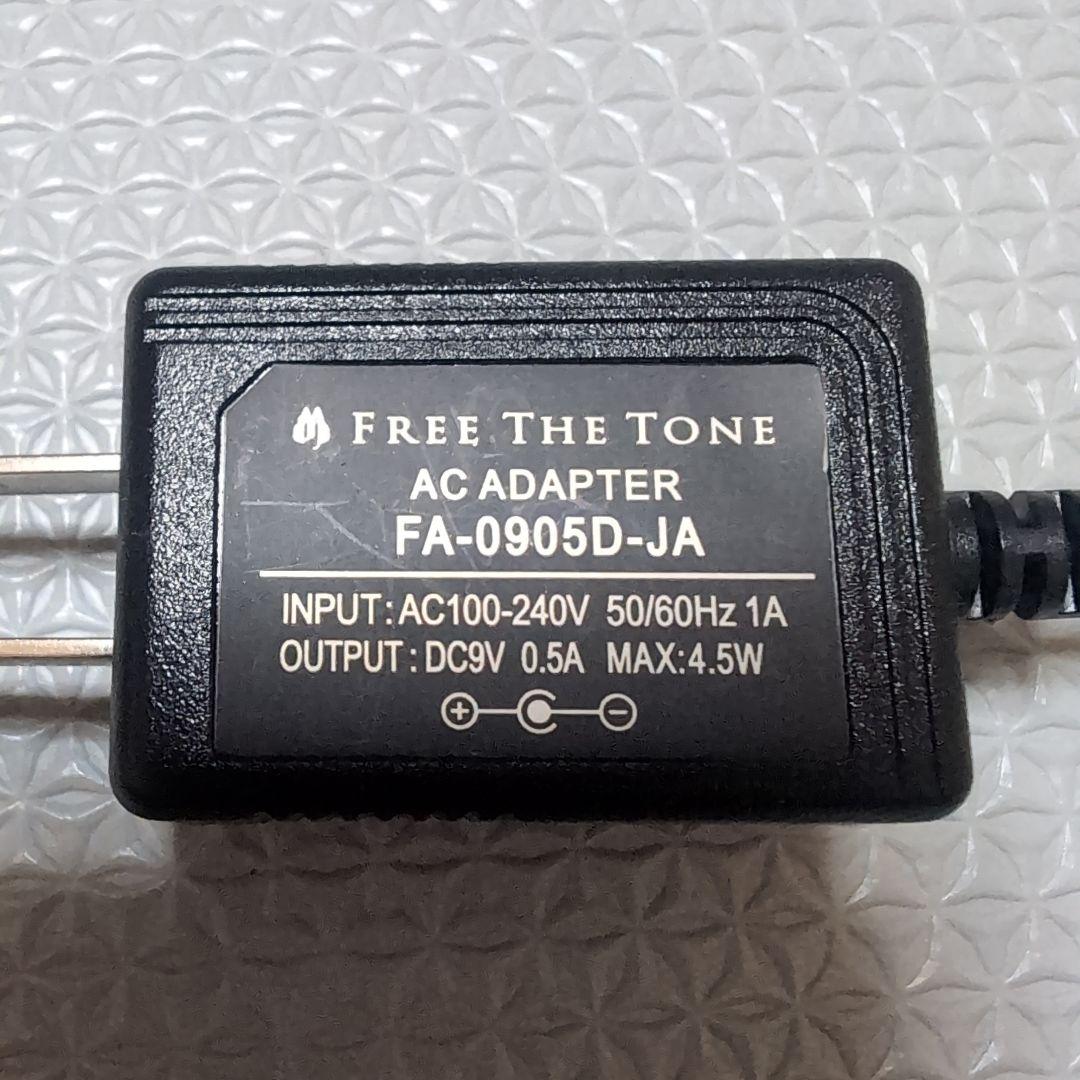 FREE THE TONE
AC ADAPTER
FA-0905D-JA
INPUT : AC100-240V 50/60Hz 1A
OUTPUT : DC9V 0.5A MAX:4.5W